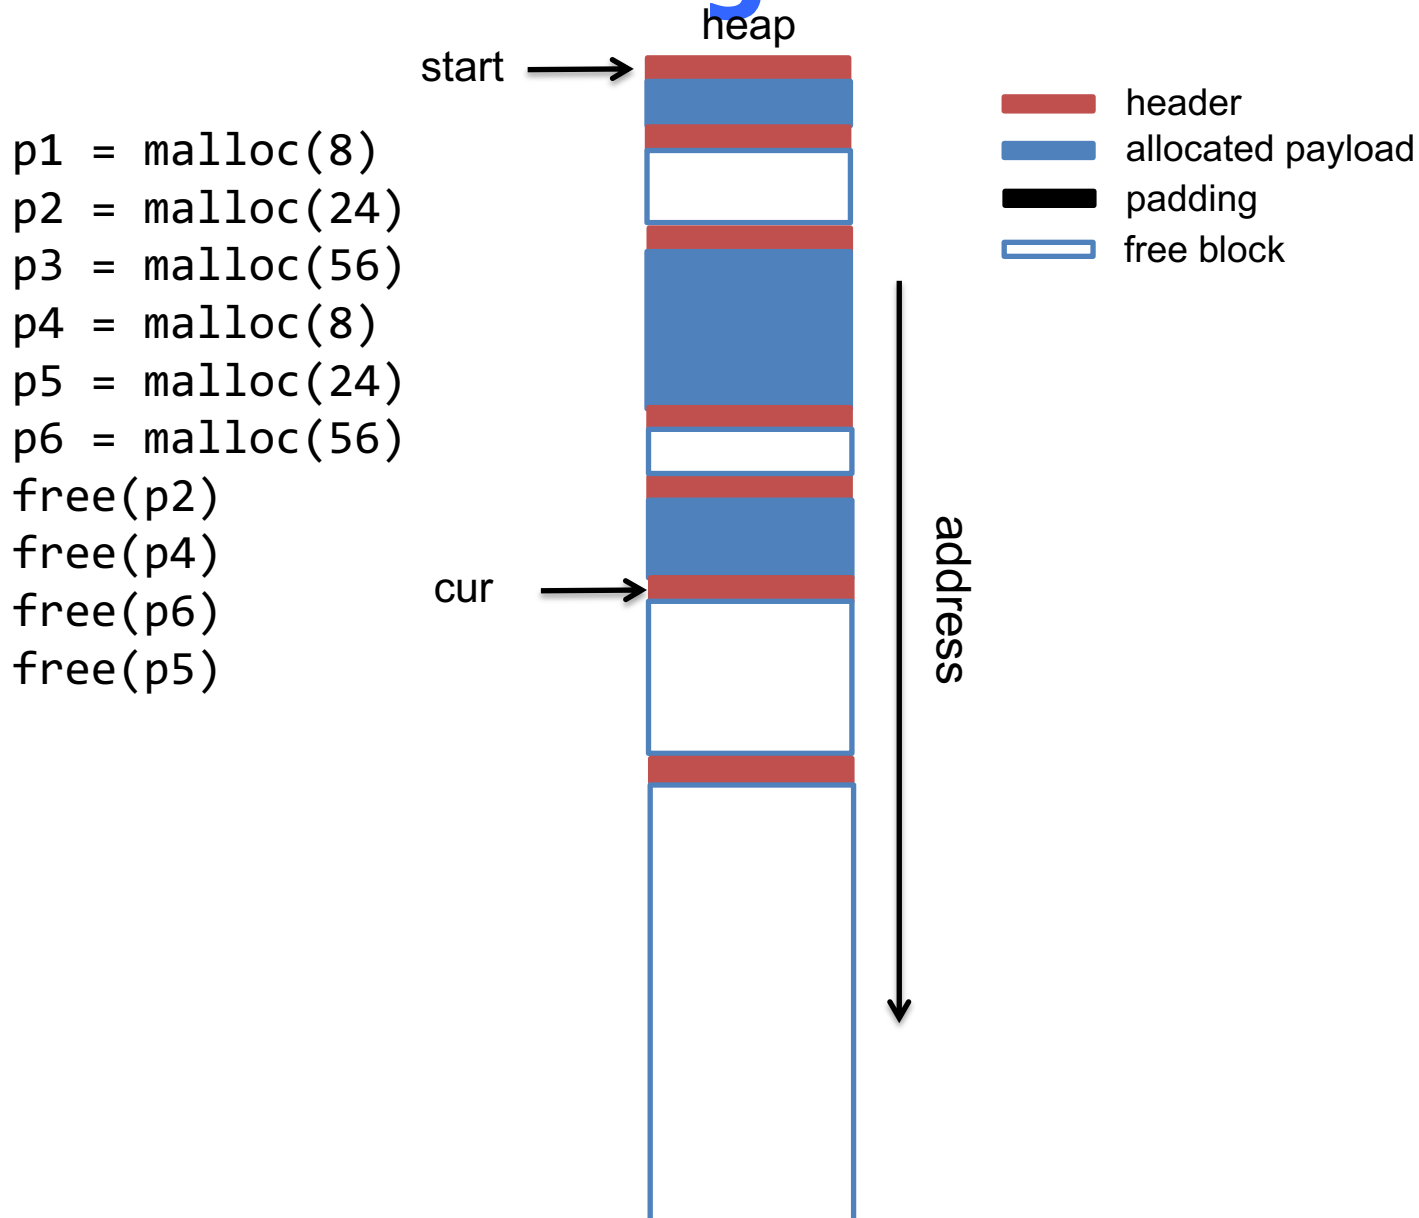 heap
start
header
allocated payload
padding
free block
p1 = malloc(8)
p2 = malloc(24)
p3 = malloc(56)
p4 = malloc(8)
p5 = malloc(24)
p6 = malloc(56)
free(p2)
free(p4)
free(p6)
free(p5)
cur
address